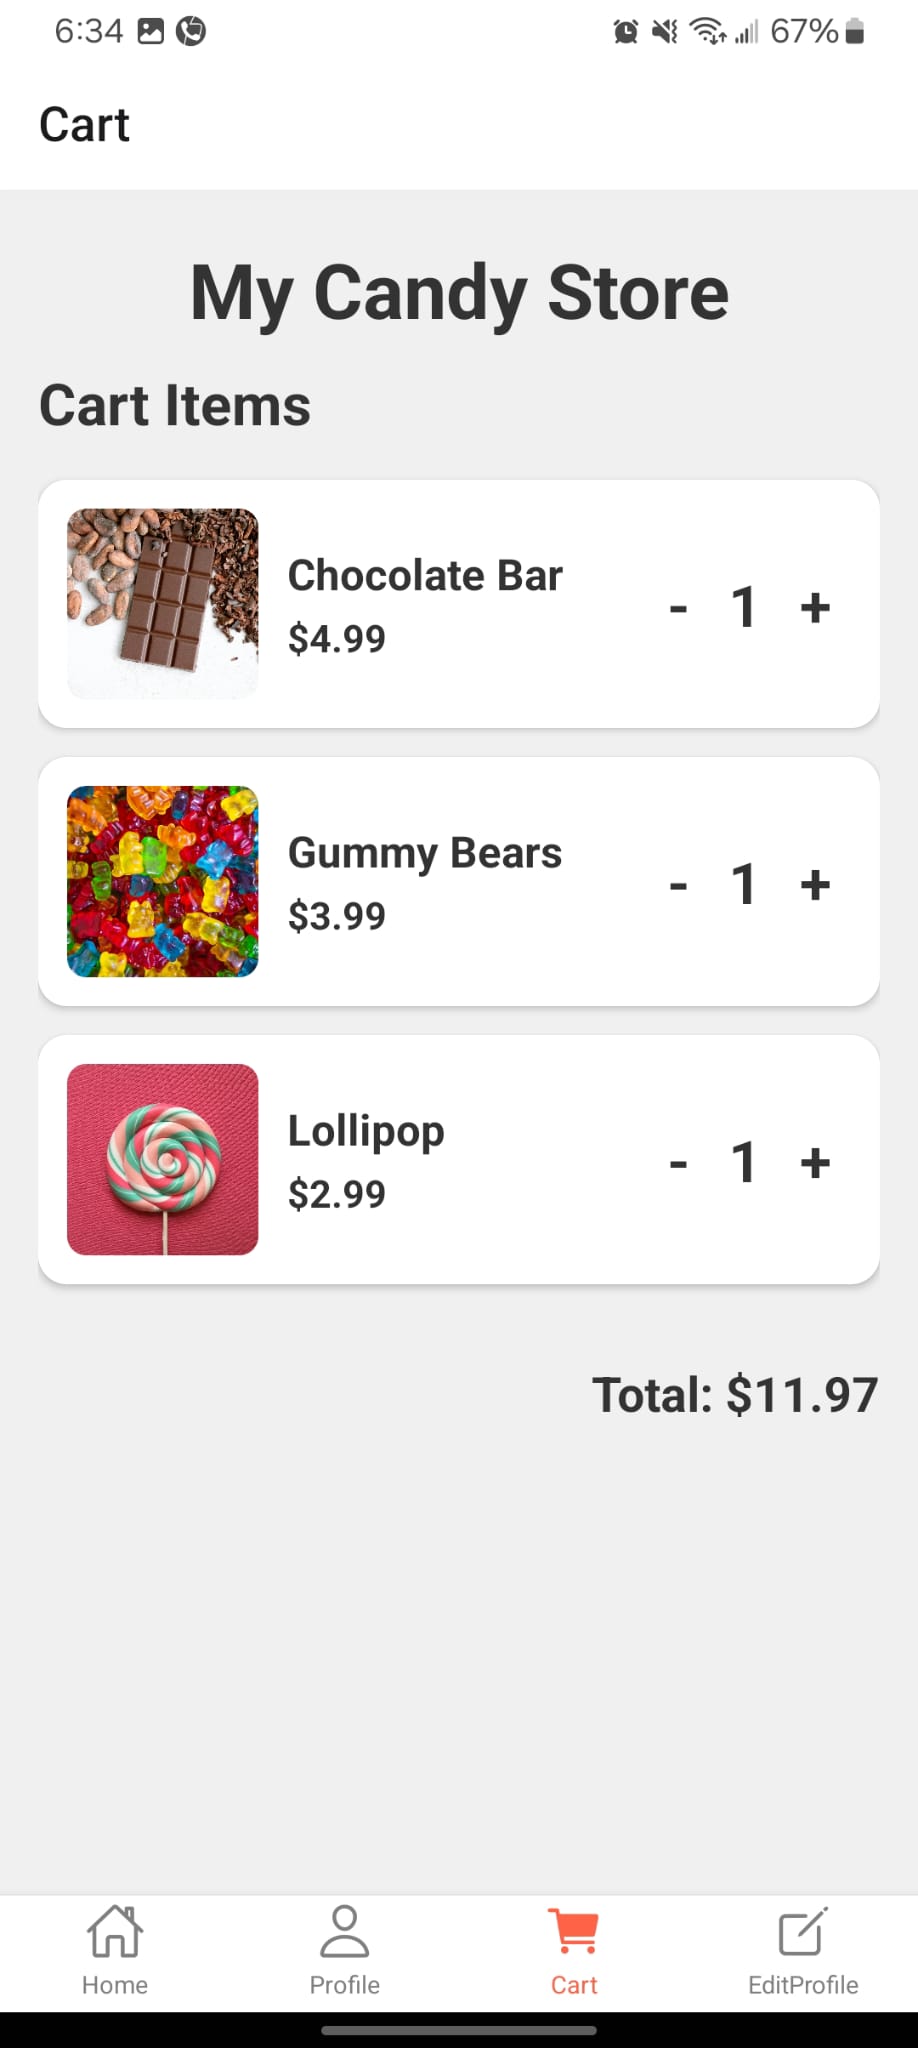 6:34 67%
Cart
My Candy Store
Cart Items
Chocolate Bar
$4.99
- 1 +
Gummy Bears
$3.99
- 1 +
Lollipop
$2.99
- 1 +
Total: $11.97
Home Profile Cart EditProfile